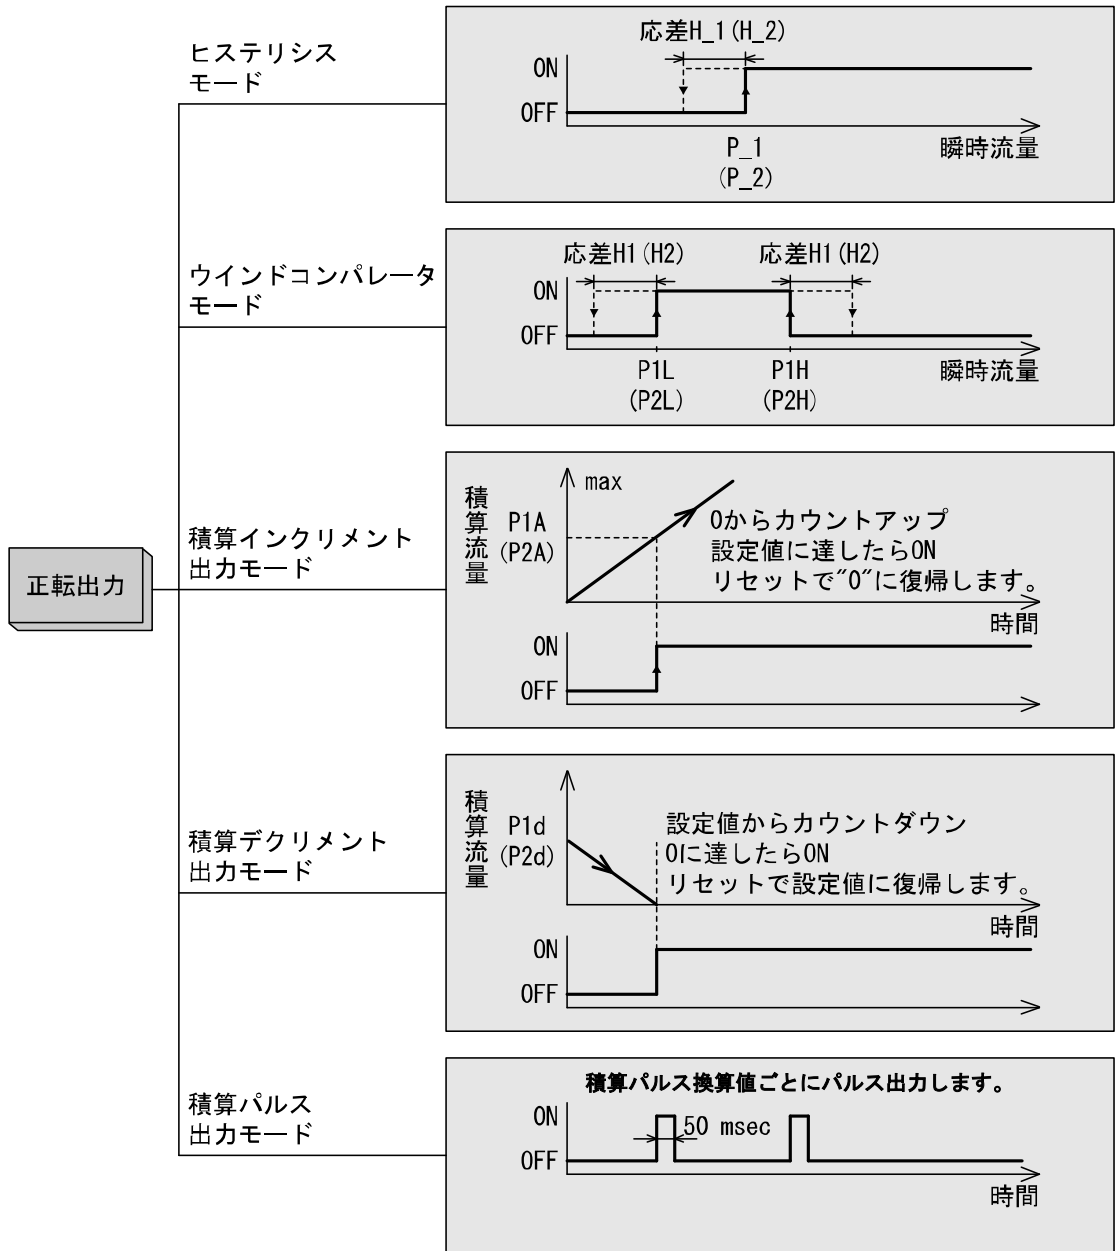 正転出力
ヒステリシス
モード
応差H_1(H_2)
ON
OFF
P_1
(P_2)
瞬時流量
ウインドコンパレータ
モード
応差H1(H2)
応差H1(H2)
ON
OFF
P1L
(P2L)
P1H
(P2H)
瞬時流量
積算インクリメント
出力モード
積算流量
max
P1A
(P2A)
0からカウントアップ
設定値に達したらON
リセットで"0"に復帰します。
時間
ON
OFF
積算デクリメント
出力モード
積算流量
P1d
(P2d)
設定値からカウントダウン
0に達したらON
リセットで設定値に復帰します。
時間
ON
OFF
積算パルス
出力モード
積算パルス換算値ごとにパルス出力します。
ON
50 msec
OFF
時間